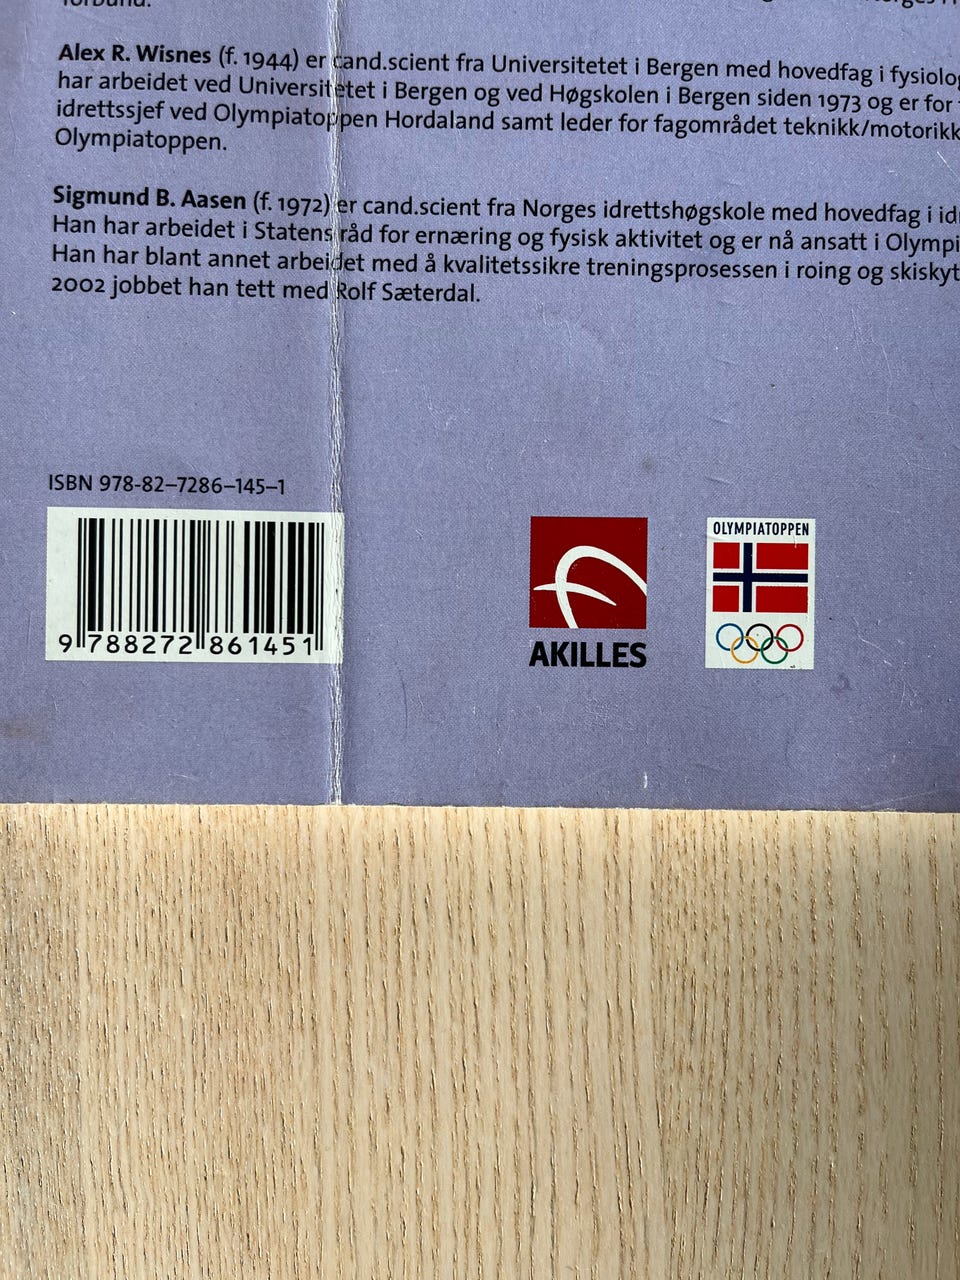 forbund.
Alex R. Wisnes (f. 1944) er cand.scient fra Universitetet i Bergen med hovedfag i fysiolog
har arbeidet ved Universitetet i Bergen og ved Høgskolen i Bergen siden 1973 og er for
idrettssjef ved Olympiatoppen Hordaland samt leder for fagområdet teknikk/motorikk
Olympiatoppen.
Sigmund B. Aasen (f. 1972) er cand.scient fra Norges idrettshøgskole med hovedfag i idr
Han har arbeidet i Statens råd for ernæring og fysisk aktivitet og er nå ansatt i Olympi
Han har blant annet arbeidet med å kvalitetssikre treningsprosessen i roing og skiskyt
2002 jobbet han tett med Rolf Sæterdal.
ISBN 978-82–7286–145–1
9 788272 861451
AKILLES
OLYMPIATOPPEN